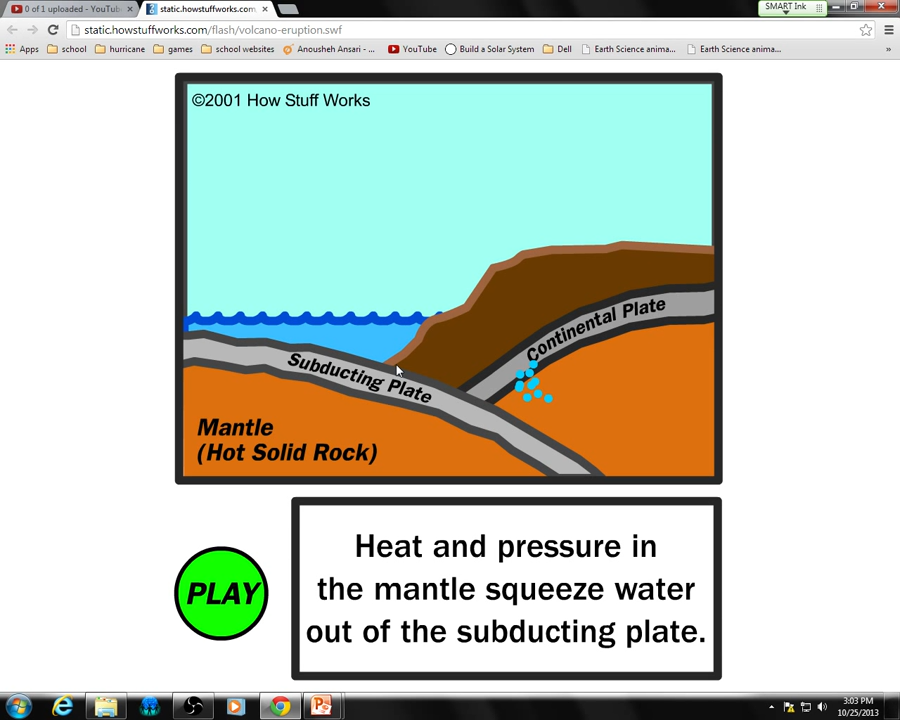 0 of 1 uploaded - YouTub
static.howstuffworks.com
SMART Ink
static.howstuffworks.com/flash/volcano-eruption.swf
Apps school hurricane games school websites Anousheh Ansari - ... YouTube Build a Solar System Dell Earth Science anima... Earth Science anima... »
©2001 How Stuff Works
Continental Plate
Subducting Plate
Mantle
(Hot Solid Rock)
PLAY
Heat and pressure in
the mantle squeeze water
out of the subducting plate.
3:03 PM
10/25/2013